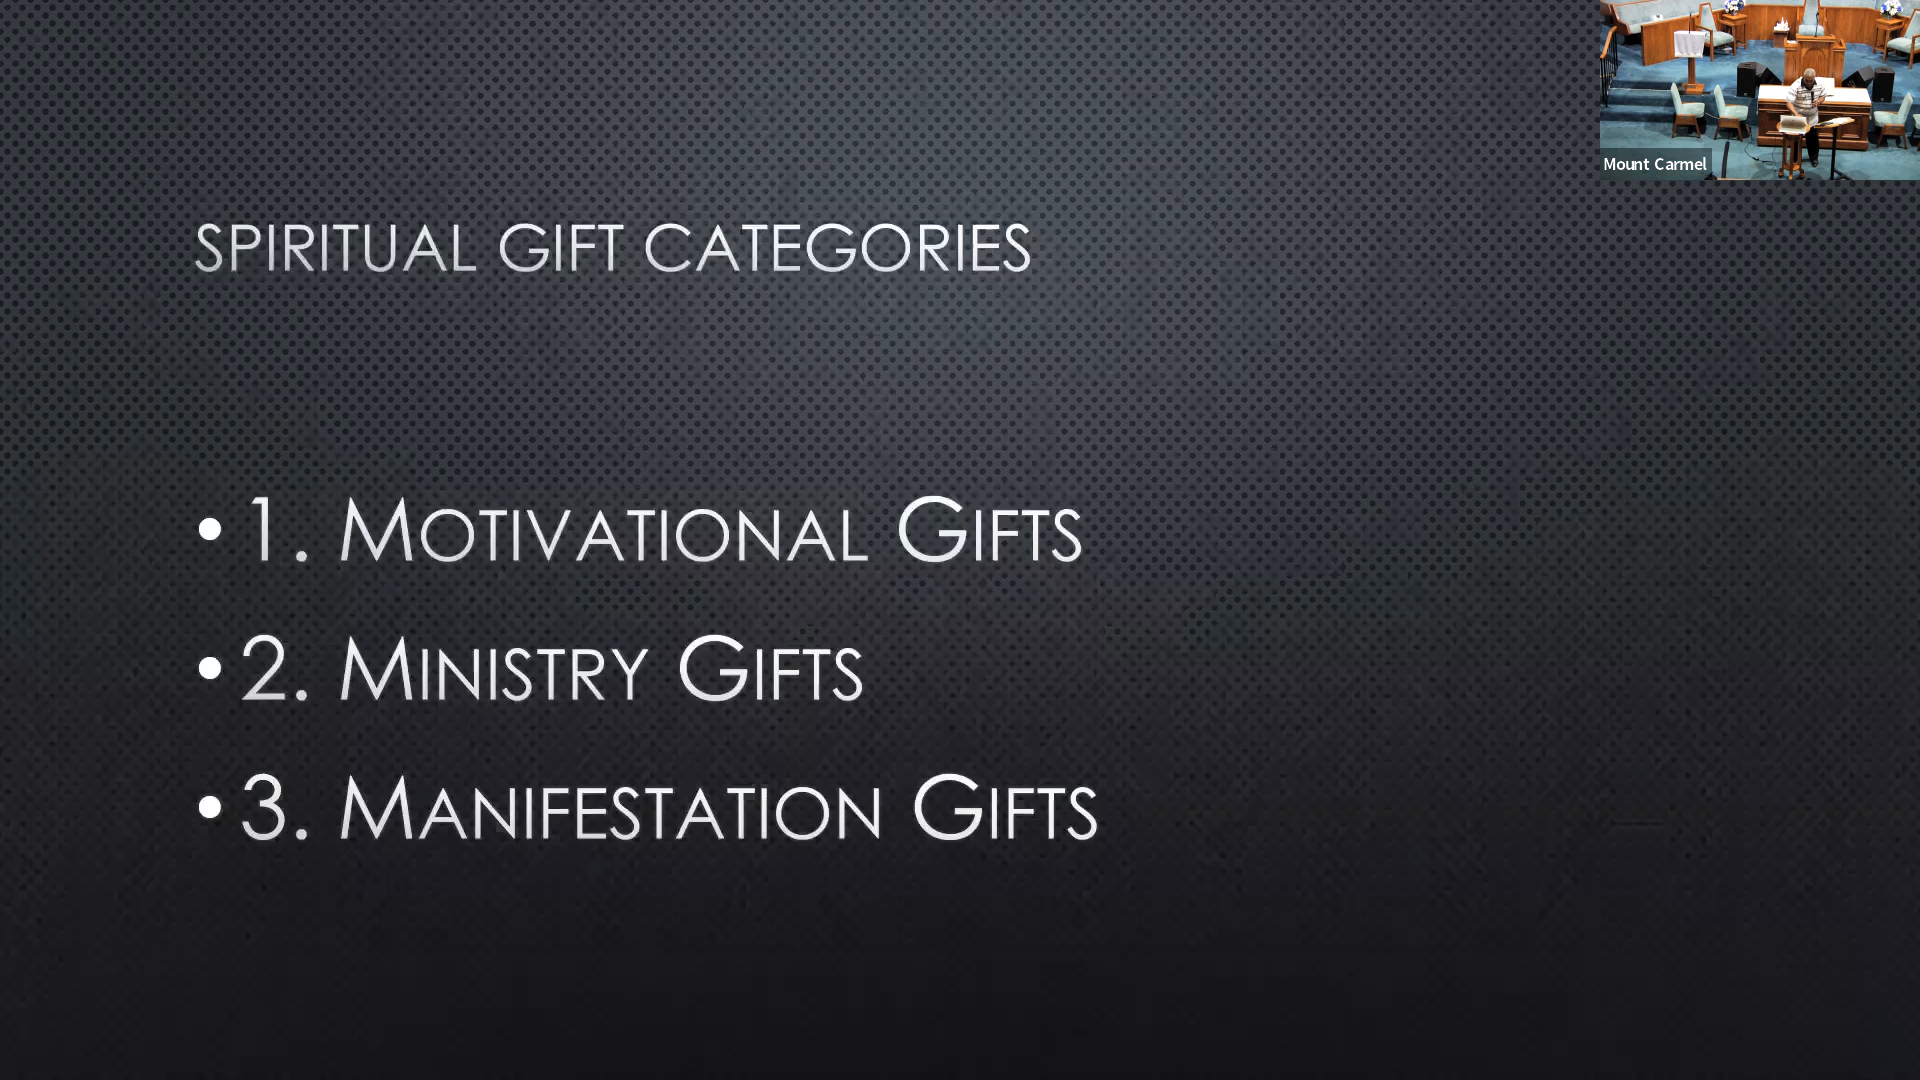 Mount Carmel
SPIRITUAL GIFT CATEGORIES
• 1. Motivational Gifts
• 2. Ministry Gifts
• 3. Manifestation Gifts